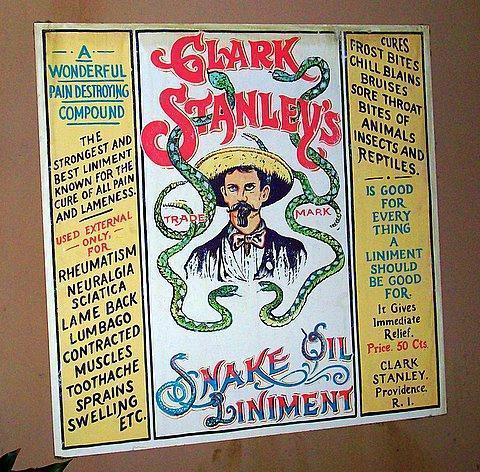 A
WONDERFUL
PAIN DESTROYING
COMPOUND
THE
STRONGEST AND
BEST LINIMENT
KNOWN FOR THE
CURE OF ALL PAIN
AND LAMENESS.
USED EXTERNAL
ONLY,
FOR
RHEUMATISM
NEURALGIA
SCIATICA
LAME BACK
LUMBAGO
CONTRACTED
MUSCLES
TOOTHACHE
SPRAINS
SWELLING
ETC.
CLARK
STANLEY'S
TRADE MARK
SNAKE OIL
LINIMENT
CURES
FROST BITES
CHILL BLAINS
BRUISES
SORE THROAT
BITES OF
ANIMALS
INSECTS AND
REPTILES.
IS GOOD
FOR
EVERY
THING
A
LINIMENT
SHOULD
BE GOOD
FOR.
It Gives
Immediate
Relief.
Price. 50 Cts.
CLARK
STANLEY.
Providence.
R. I.